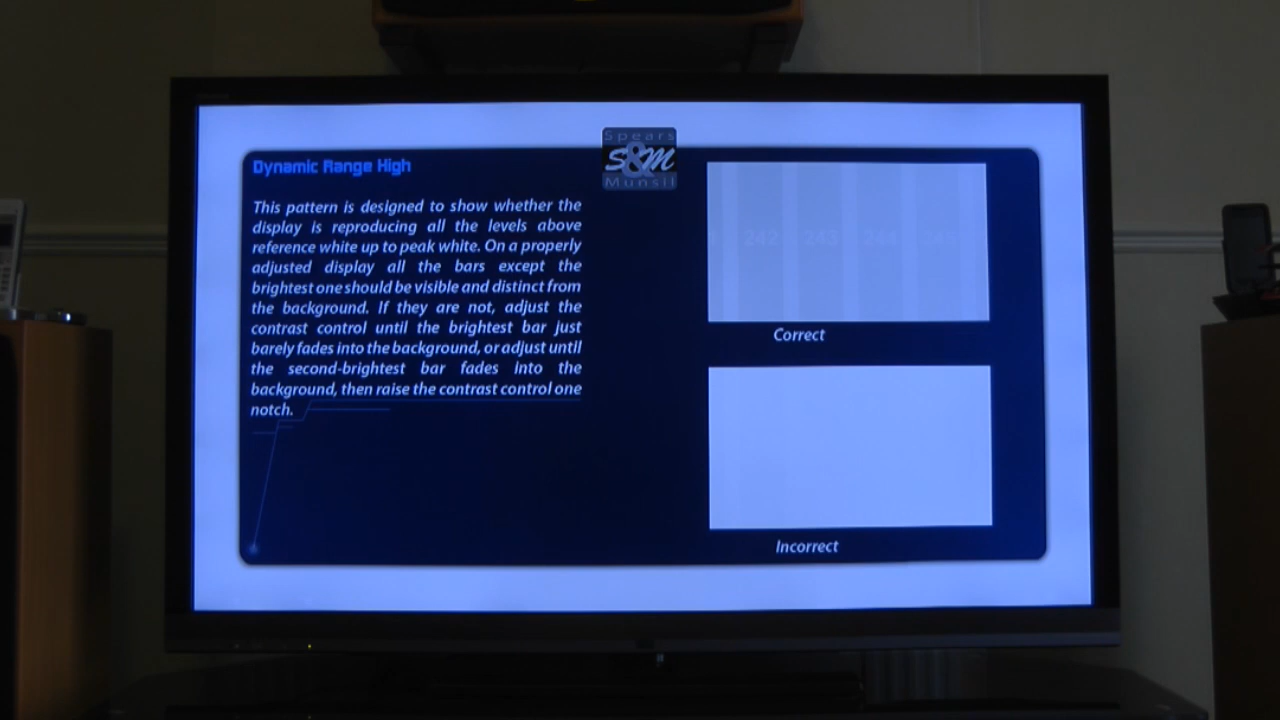 Spears
S&M
Munsil
Dynamic Range High
This pattern is designed to show whether the
display is reproducing all the levels above
reference white up to peak white. On a properly
adjusted display all the bars except the
brightest one should be visible and distinct from
the background. If they are not, adjust the
contrast control until the brightest bar just
barely fades into the background, or adjust until
the second-brightest bar fades into the
background, then raise the contrast control one
notch.
242 243 244
Correct
Incorrect